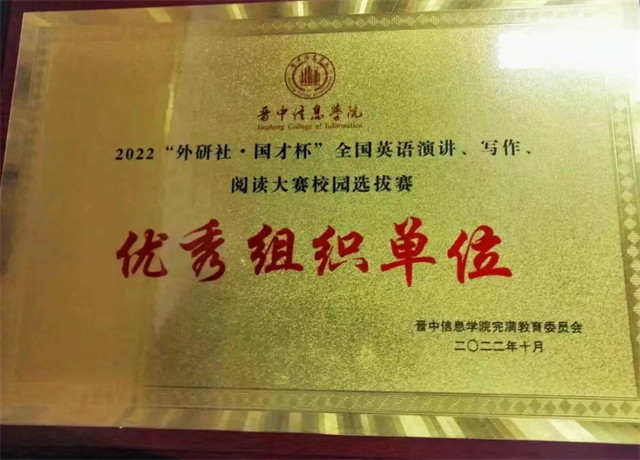 晋中信息学院
Jinzhong College of Information
2022“外研社·国才杯”全国英语演讲、写作、
阅读大赛校园选拔赛
优秀组织单位
晋中信息学院完满教育委员会
二〇二二年十月